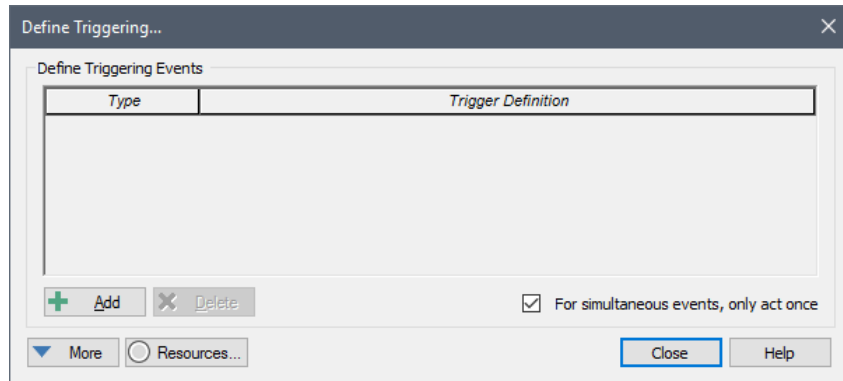 Define Triggering...
Define Triggering Events
Type Trigger Definition
Add Delete For simultaneous events, only act once
More Resources... Close Help